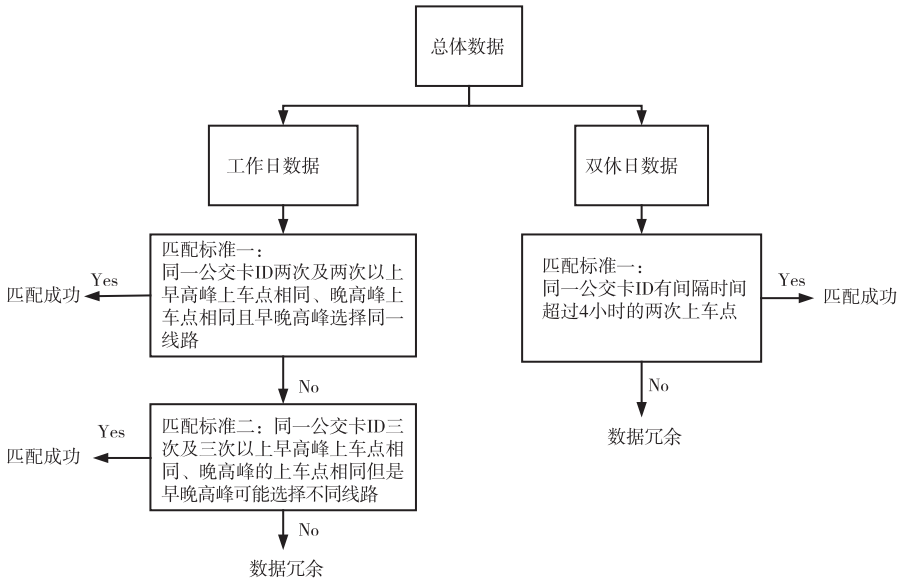 总体数据
工作日数据
双休日数据
匹配标准一：
同一公交卡ID两次及两次以上
早高峰上车点相同、晚高峰上
车点相同且早晚高峰选择同一
线路
Yes
匹配成功
匹配标准一：
同一公交卡ID有间隔时间
超过4小时的两次上车点
Yes
匹配成功
No
No
数据冗余
匹配标准二：同一公交卡ID三
次及三次以上早高峰上车点相
同、晚高峰的上车点相同但是
早晚高峰可能选择不同线路
Yes
匹配成功
No
数据冗余